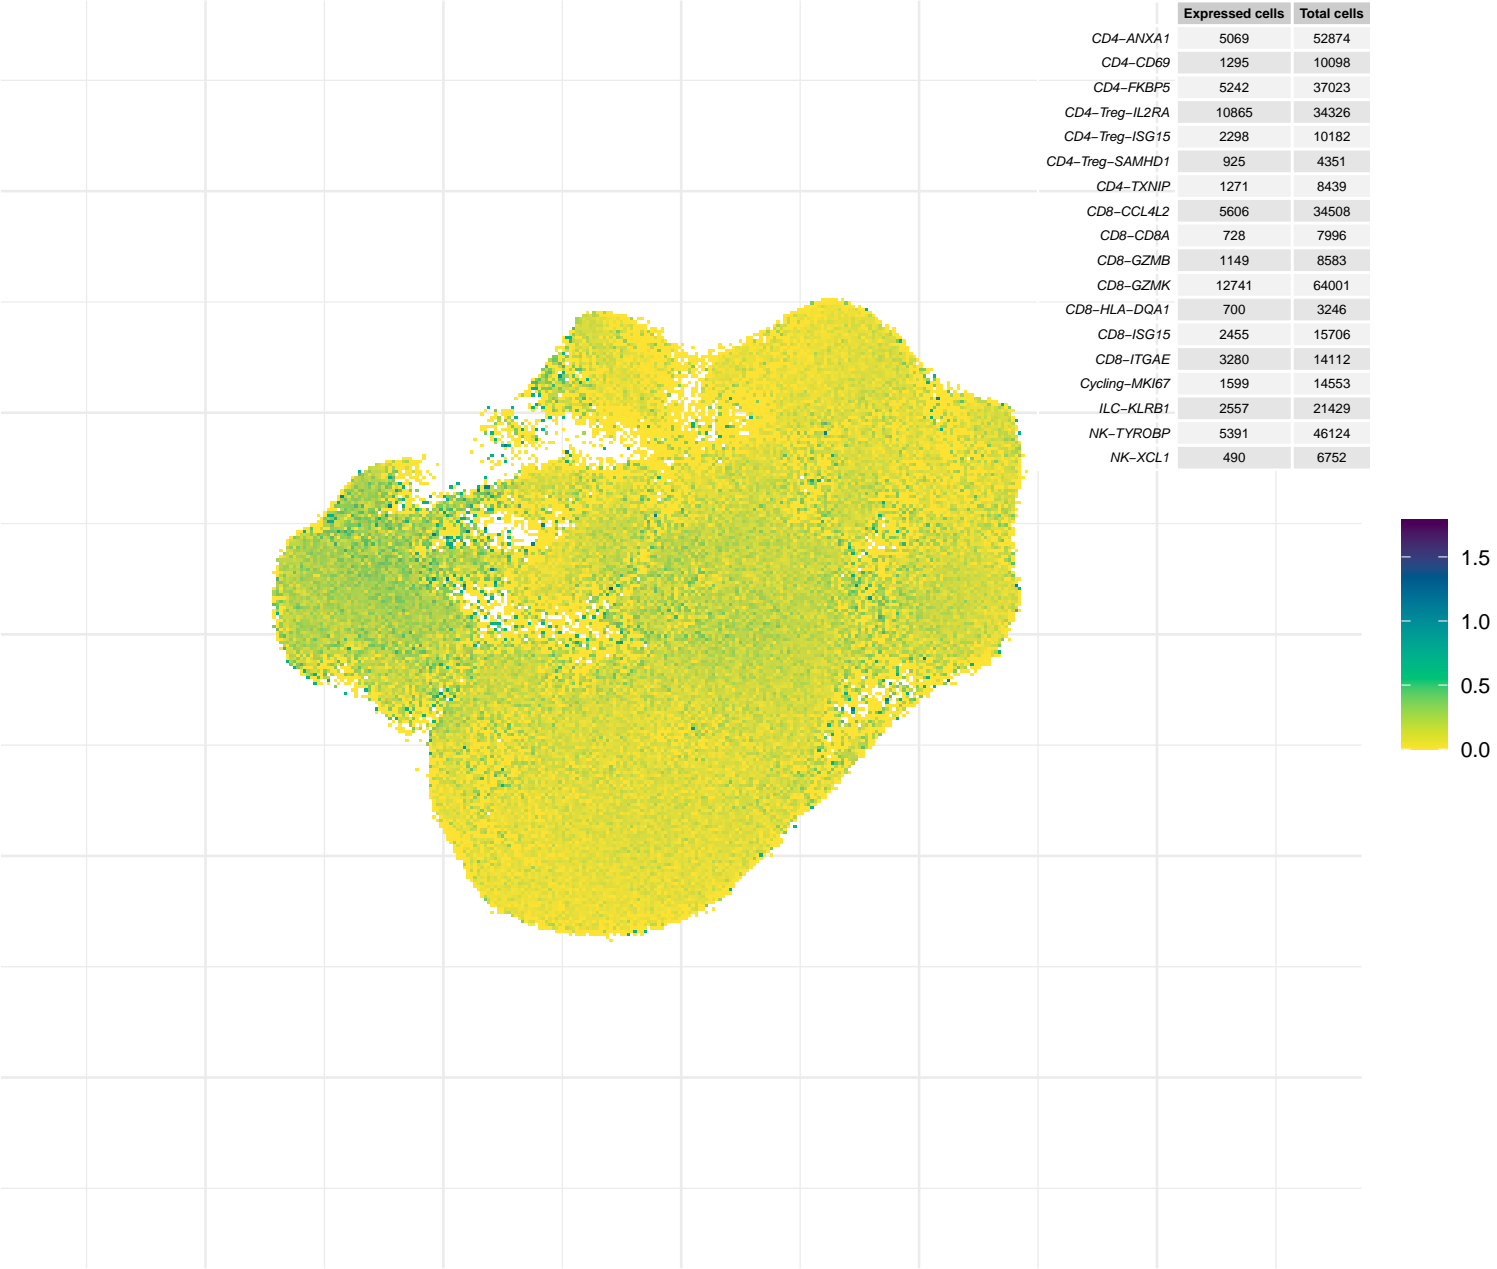 Expressed cells Total cells
CD4−ANXA1 5069 52874
CD4−CD69 1295 10098
CD4−FKBP5 5242 37023
CD4−Treg−IL2RA 10865 34326
CD4−Treg−ISG15 2298 10182
CD4−Treg−SAMHD1 925 4351
CD4−TXNIP 1271 8439
CD8−CCL4L2 5606 34508
CD8−CD8A 728 7996
CD8−GZMB 1149 8583
CD8−GZMK 12741 64001
CD8−HLA−DQA1 700 3246
CD8−ISG15 2455 15706
CD8−ITGAE 3280 14112
Cycling−MKI67 1599 14553
ILC−KLRB1 2557 21429
NK−TYROBP 5391 46124
NK−XCL1 490 6752
1.5
1.0
0.5
0.0